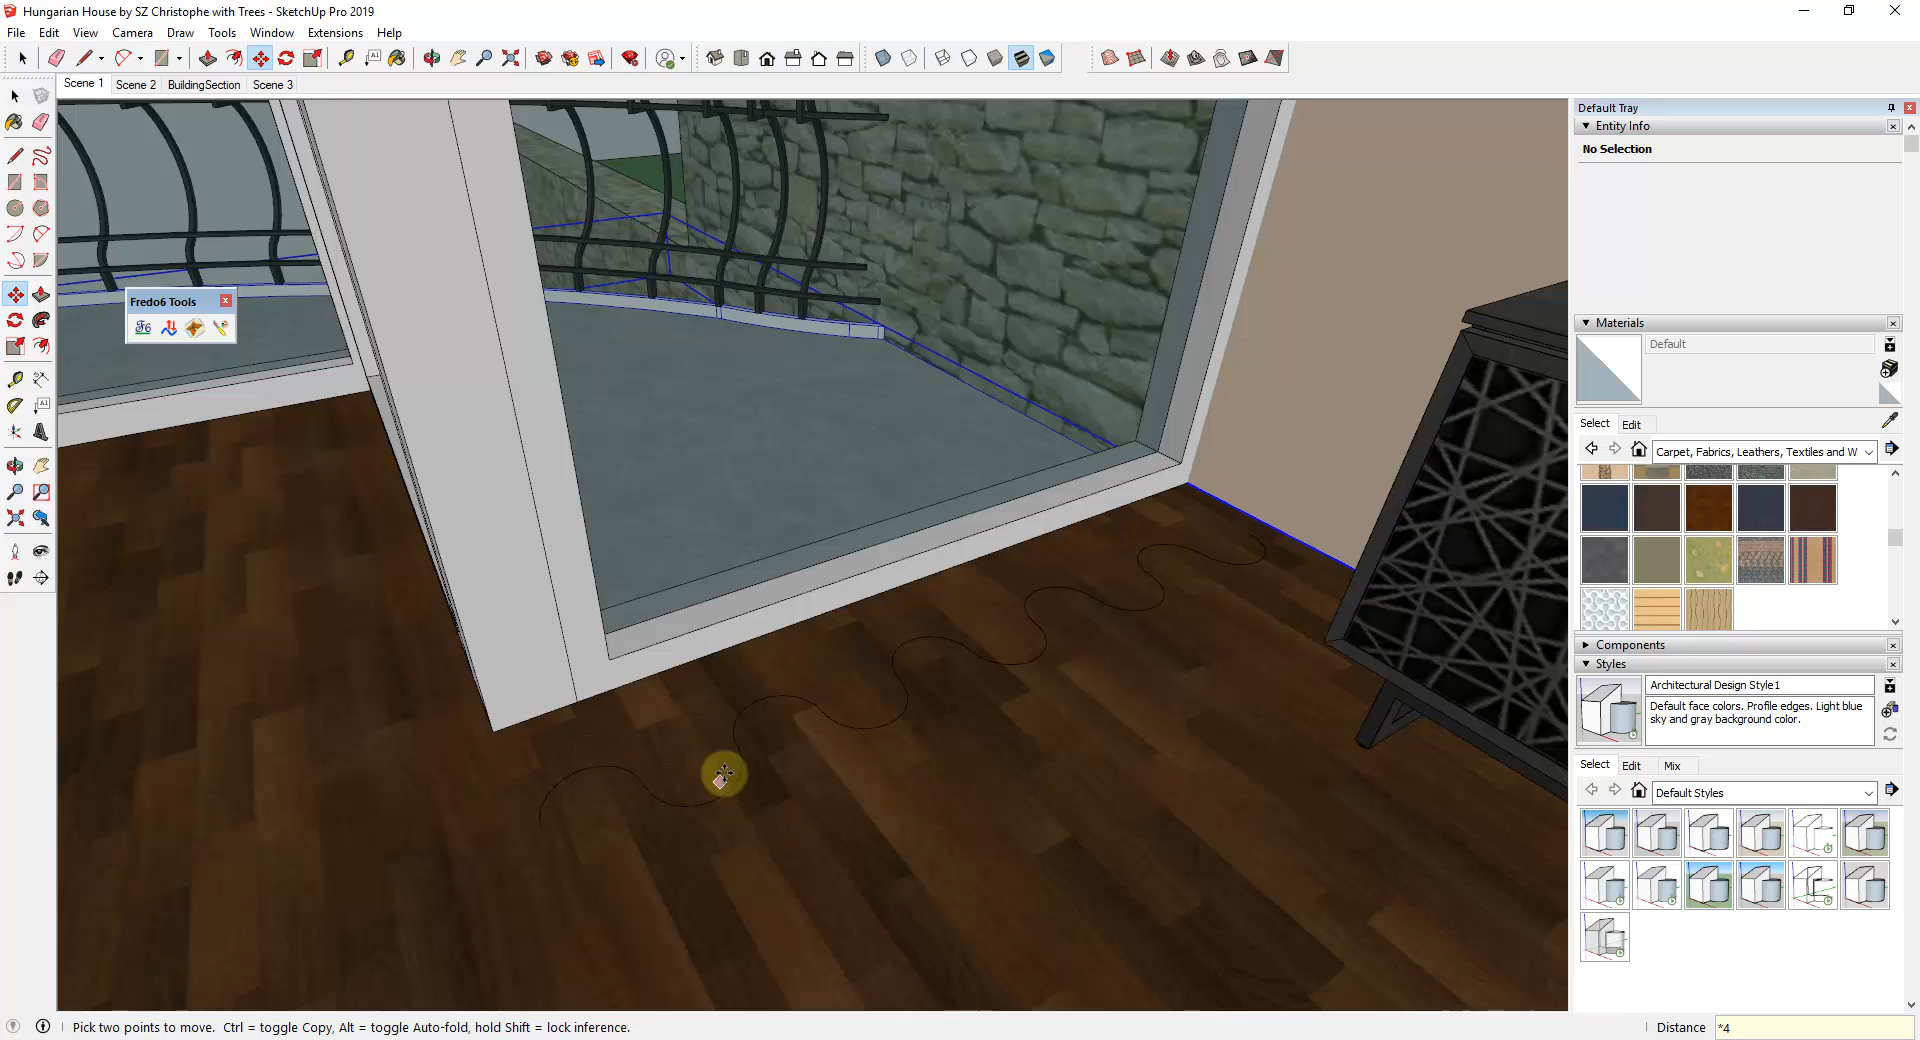 Hungarian House by SZ Christophe with Trees - SketchUp Pro 2019
File Edit View Camera Draw Tools Window Extensions Help
Scene 1 Scene 2 BuildingSection Scene 3
Default Tray
Entity Info
No Selection
Fredo6 Tools
Materials
Default
Select Edit
Carpet, Fabrics, Leathers, Textiles and W
Components
Styles
Architectural Design Style1
Default face colors. Profile edges. Light blue
sky and gray background color.
Select Edit Mix
Default Styles
Pick two points to move. Ctrl = toggle Copy, Alt = toggle Auto-fold, hold Shift = lock inference.
Distance *4